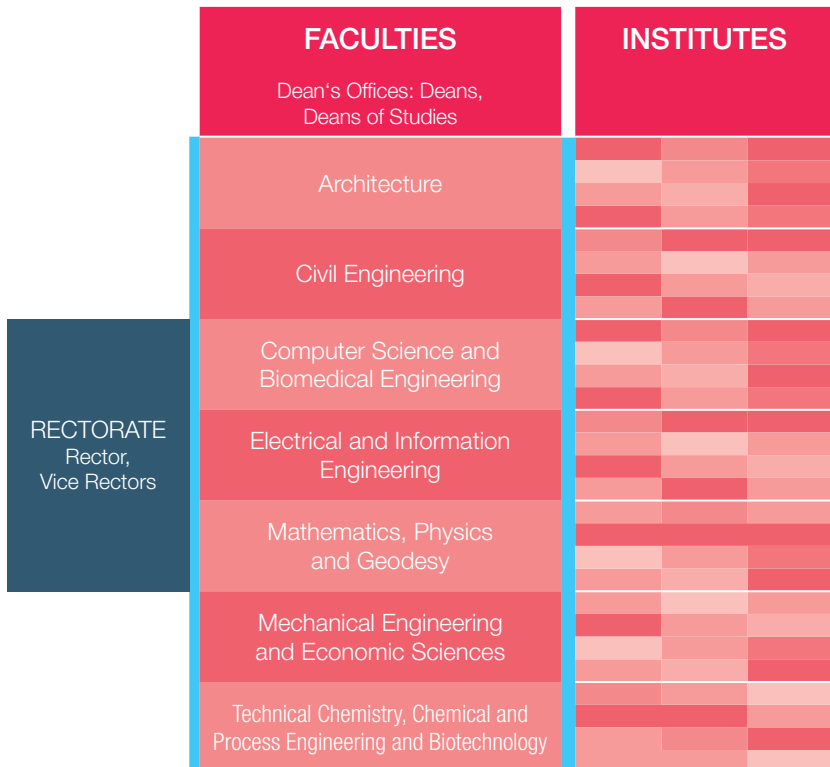 FACULTIES
Dean‘s Offices: Deans,
Deans of Studies
INSTITUTES
RECTORATE
Rector,
Vice Rectors
Architecture
Civil Engineering
Computer Science and
Biomedical Engineering
Electrical and Information
Engineering
Mathematics, Physics
and Geodesy
Mechanical Engineering
and Economic Sciences
Technical Chemistry, Chemical and
Process Engineering and Biotechnology